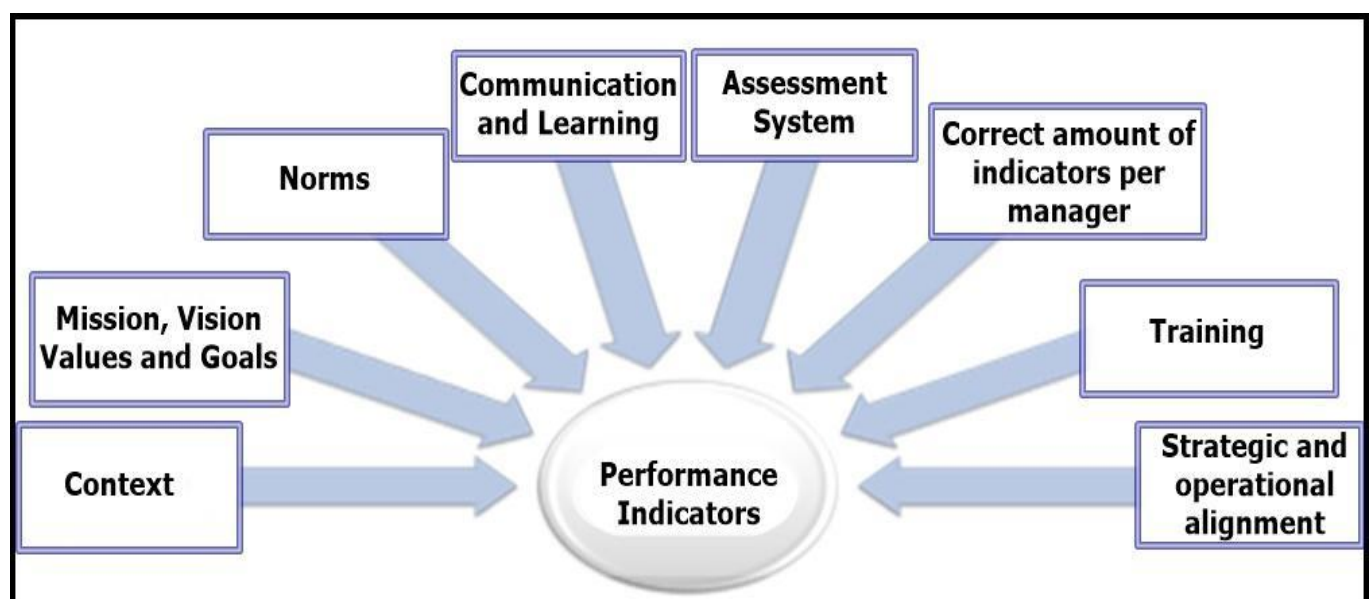 Communication
and Learning
Assessment
System
Correct amount of
indicators per
manager
Norms
Mission, Vision
Values and Goals
Training
Context
Strategic and
operational
alignment
Performance
Indicators